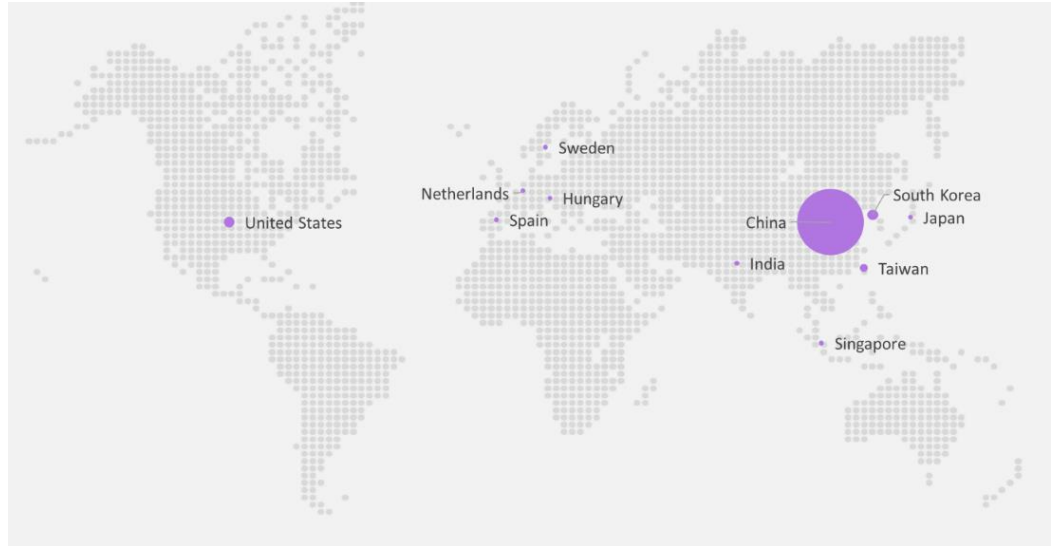 Sweden
Netherlands
Hungary
South Korea
United States
Spain
China
Japan
India
Taiwan
Singapore